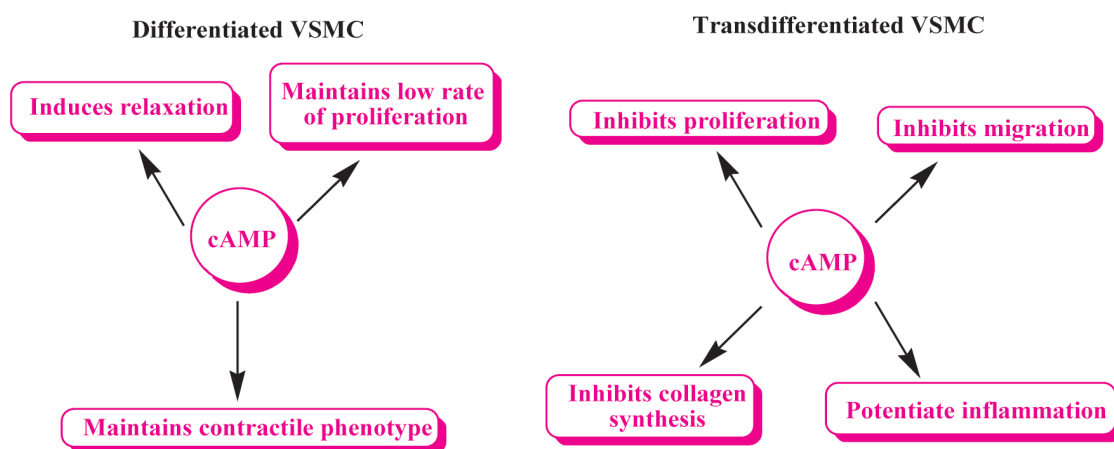 Differentiated VSMC
Induces relaxation
Maintains low rate
of proliferation
cAMP
Maintains contractile phenotype
Transdifferentiated VSMC
Inhibits proliferation
Inhibits migration
cAMP
Inhibits collagen
synthesis
Potentiate inflammation